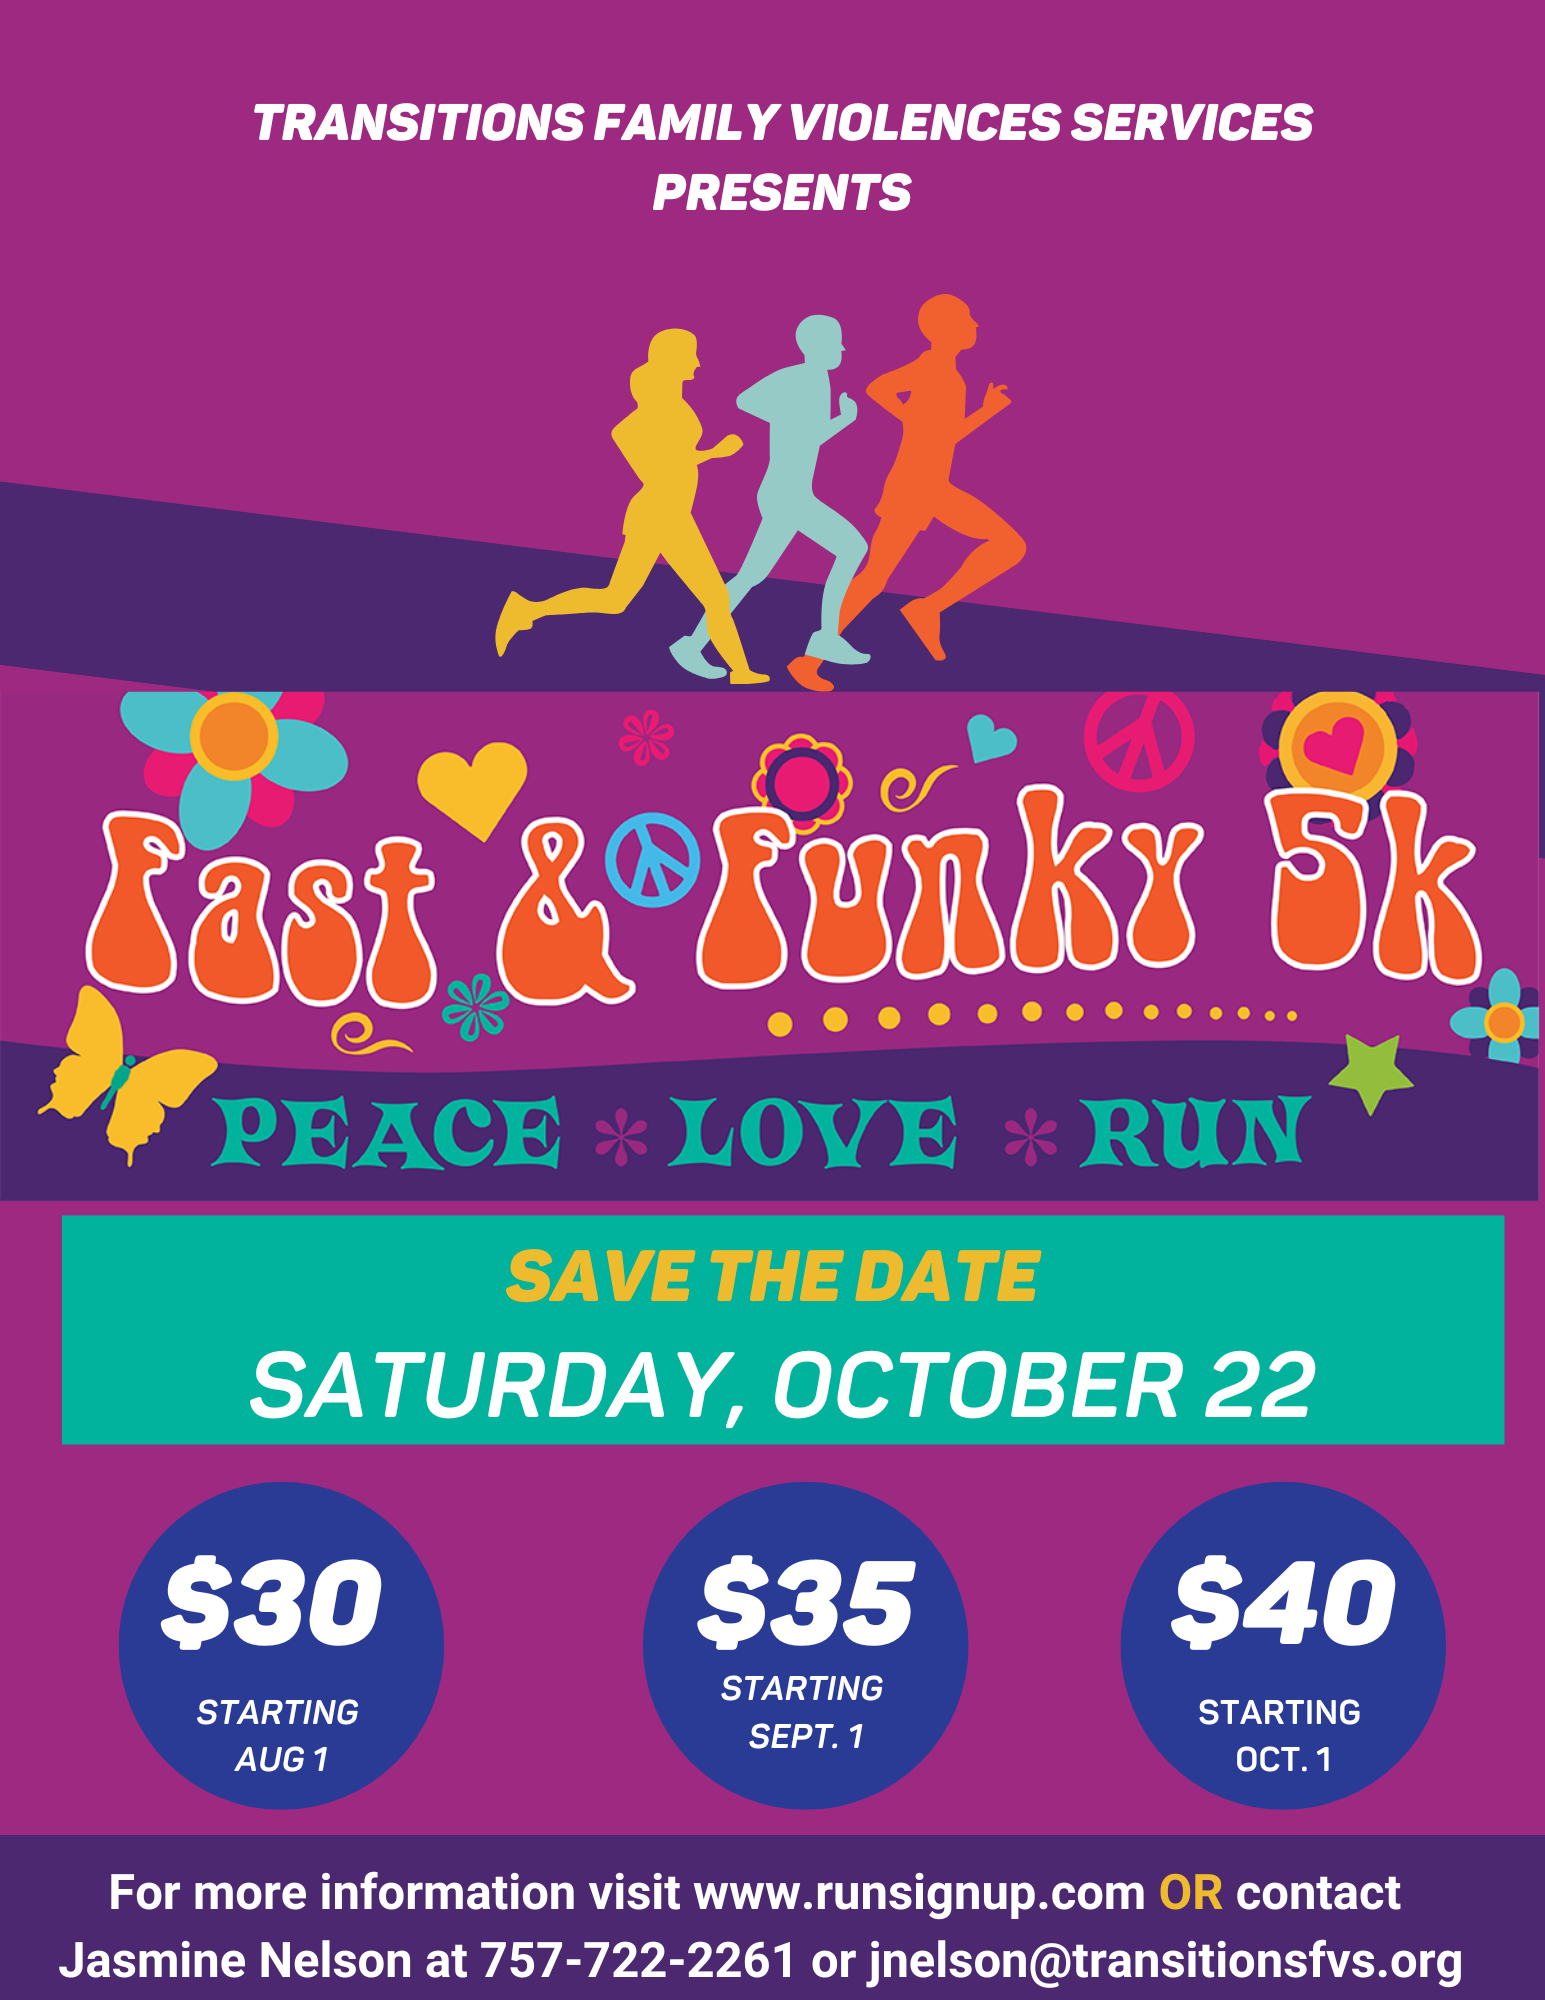 TRANSITIONS FAMILY VIOLENCES SERVICES
PRESENTS
Fast & Funky 5k
PEACE * LOVE * RUN
SAVE THE DATE
SATURDAY, OCTOBER 22
$30
STARTING
AUG 1
$35
STARTING
SEPT. 1
$40
STARTING
OCT. 1
For more information visit www.runsignup.com OR contact
Jasmine Nelson at 757-722-2261 or jnelson@transitionsfvs.org